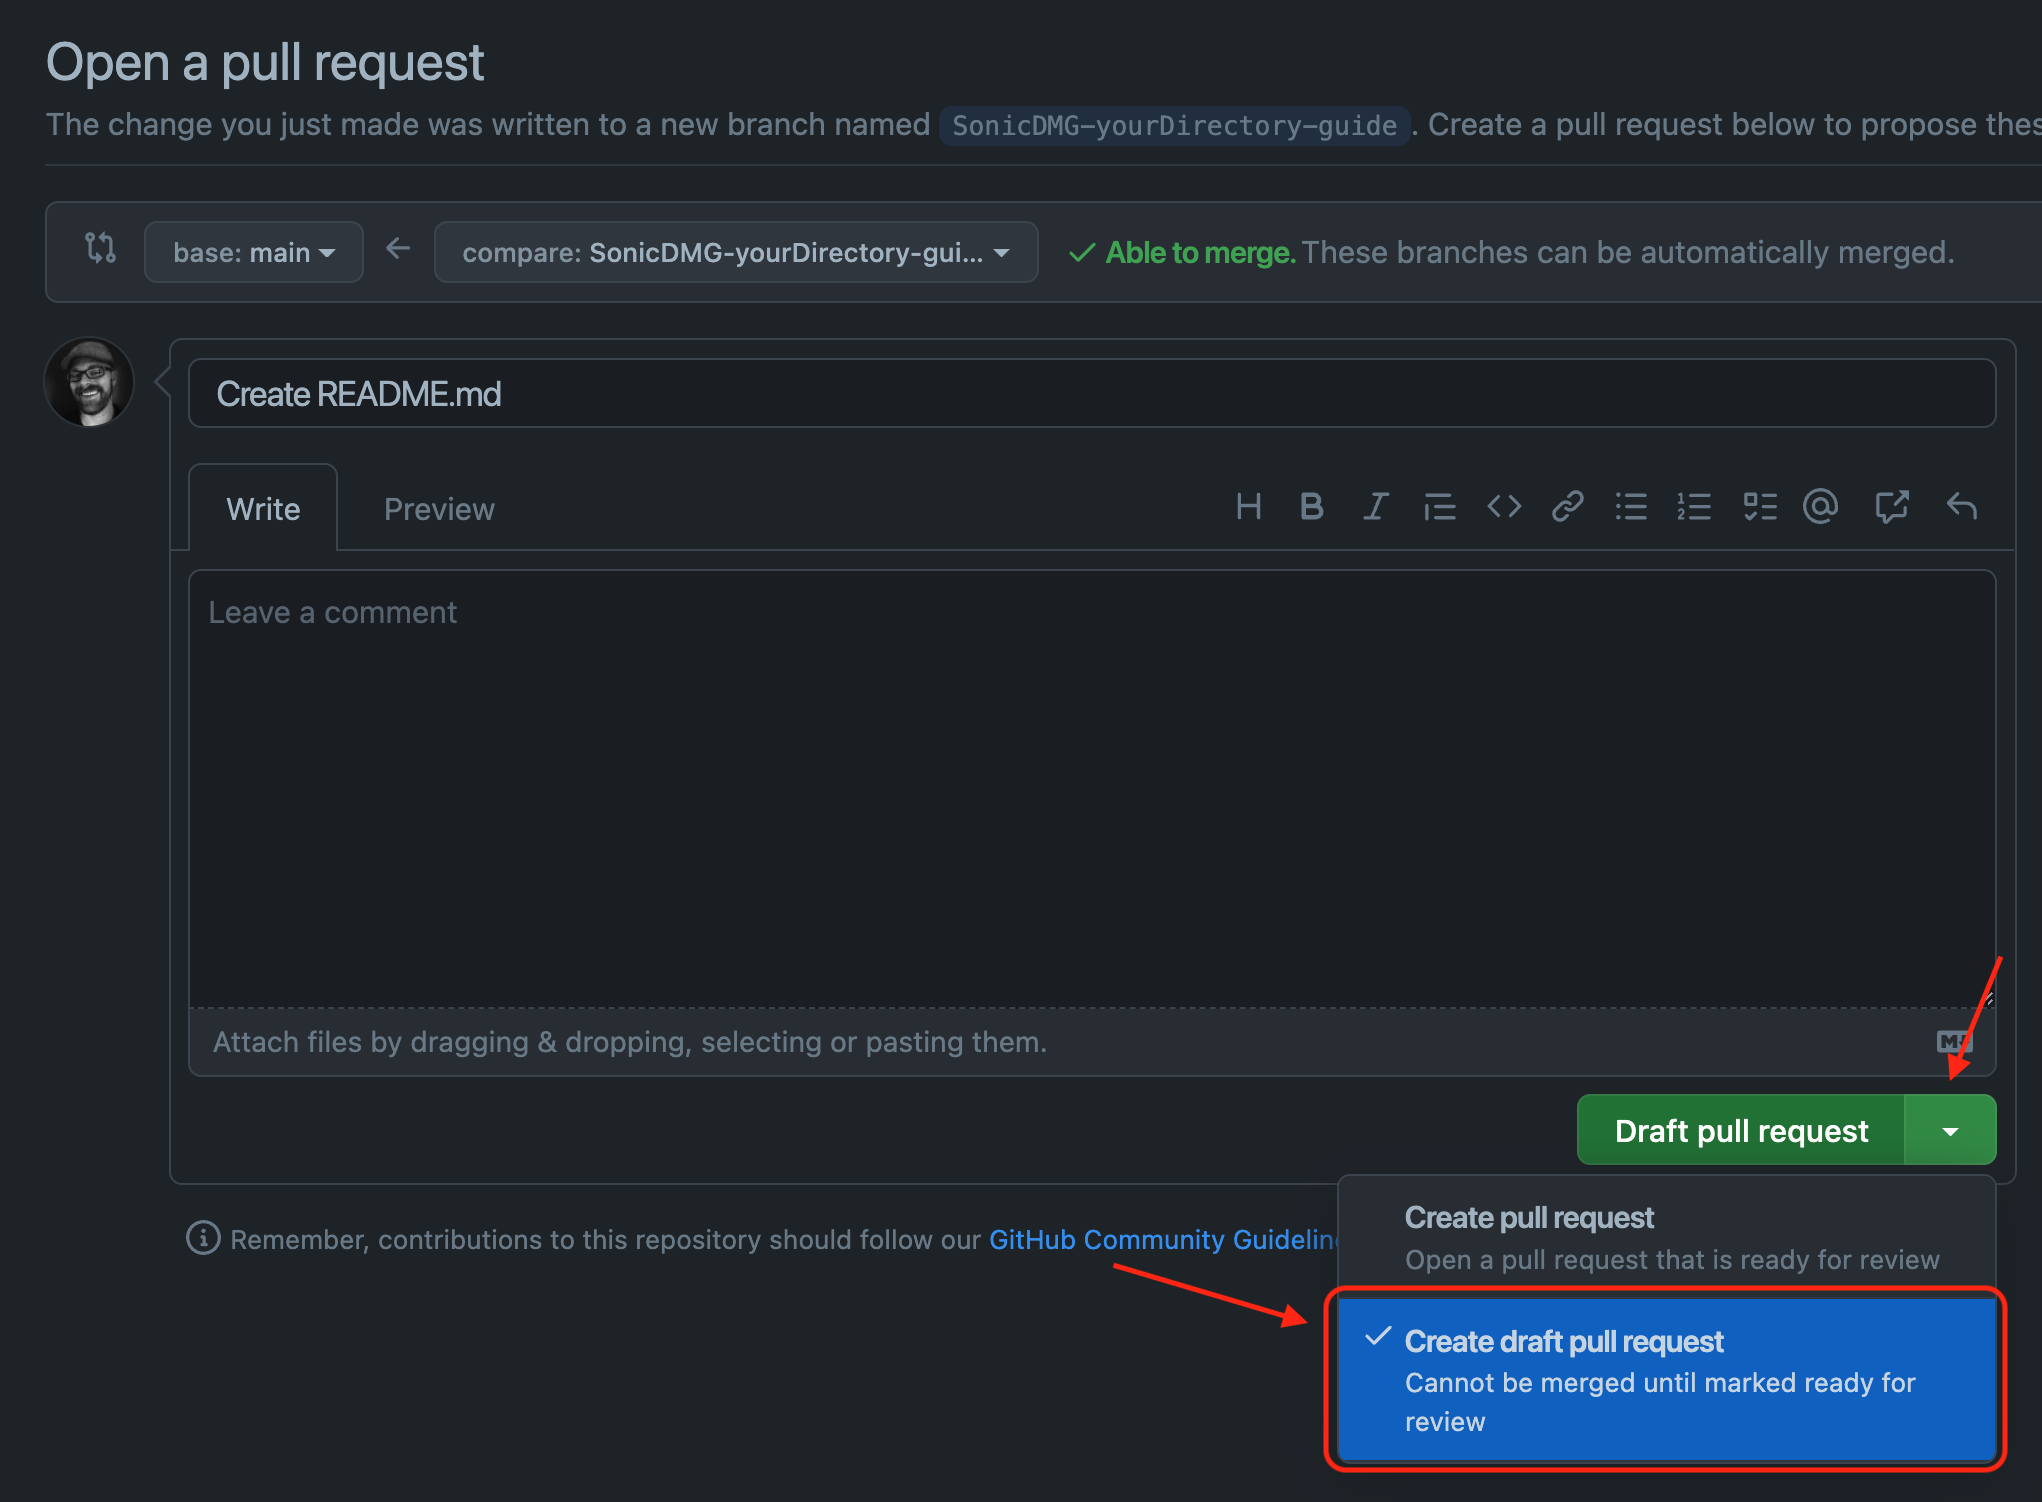 Open a pull request
The change you just made was written to a new branch named SonicDMG-yourDirectory-guide . Create a pull request below to propose
base: main
compare: SonicDMG-yourDirectory-gui...
Able to merge. These branches can be automatically merged.
Create README.md
Write
Preview
Leave a comment
Attach files by dragging & dropping, selecting or pasting them.
Draft pull request
Create pull request
Open a pull request that is ready for review
Remember, contributions to this repository should follow our GitHub Community
Create draft pull request
Cannot be merged until marked ready for
review